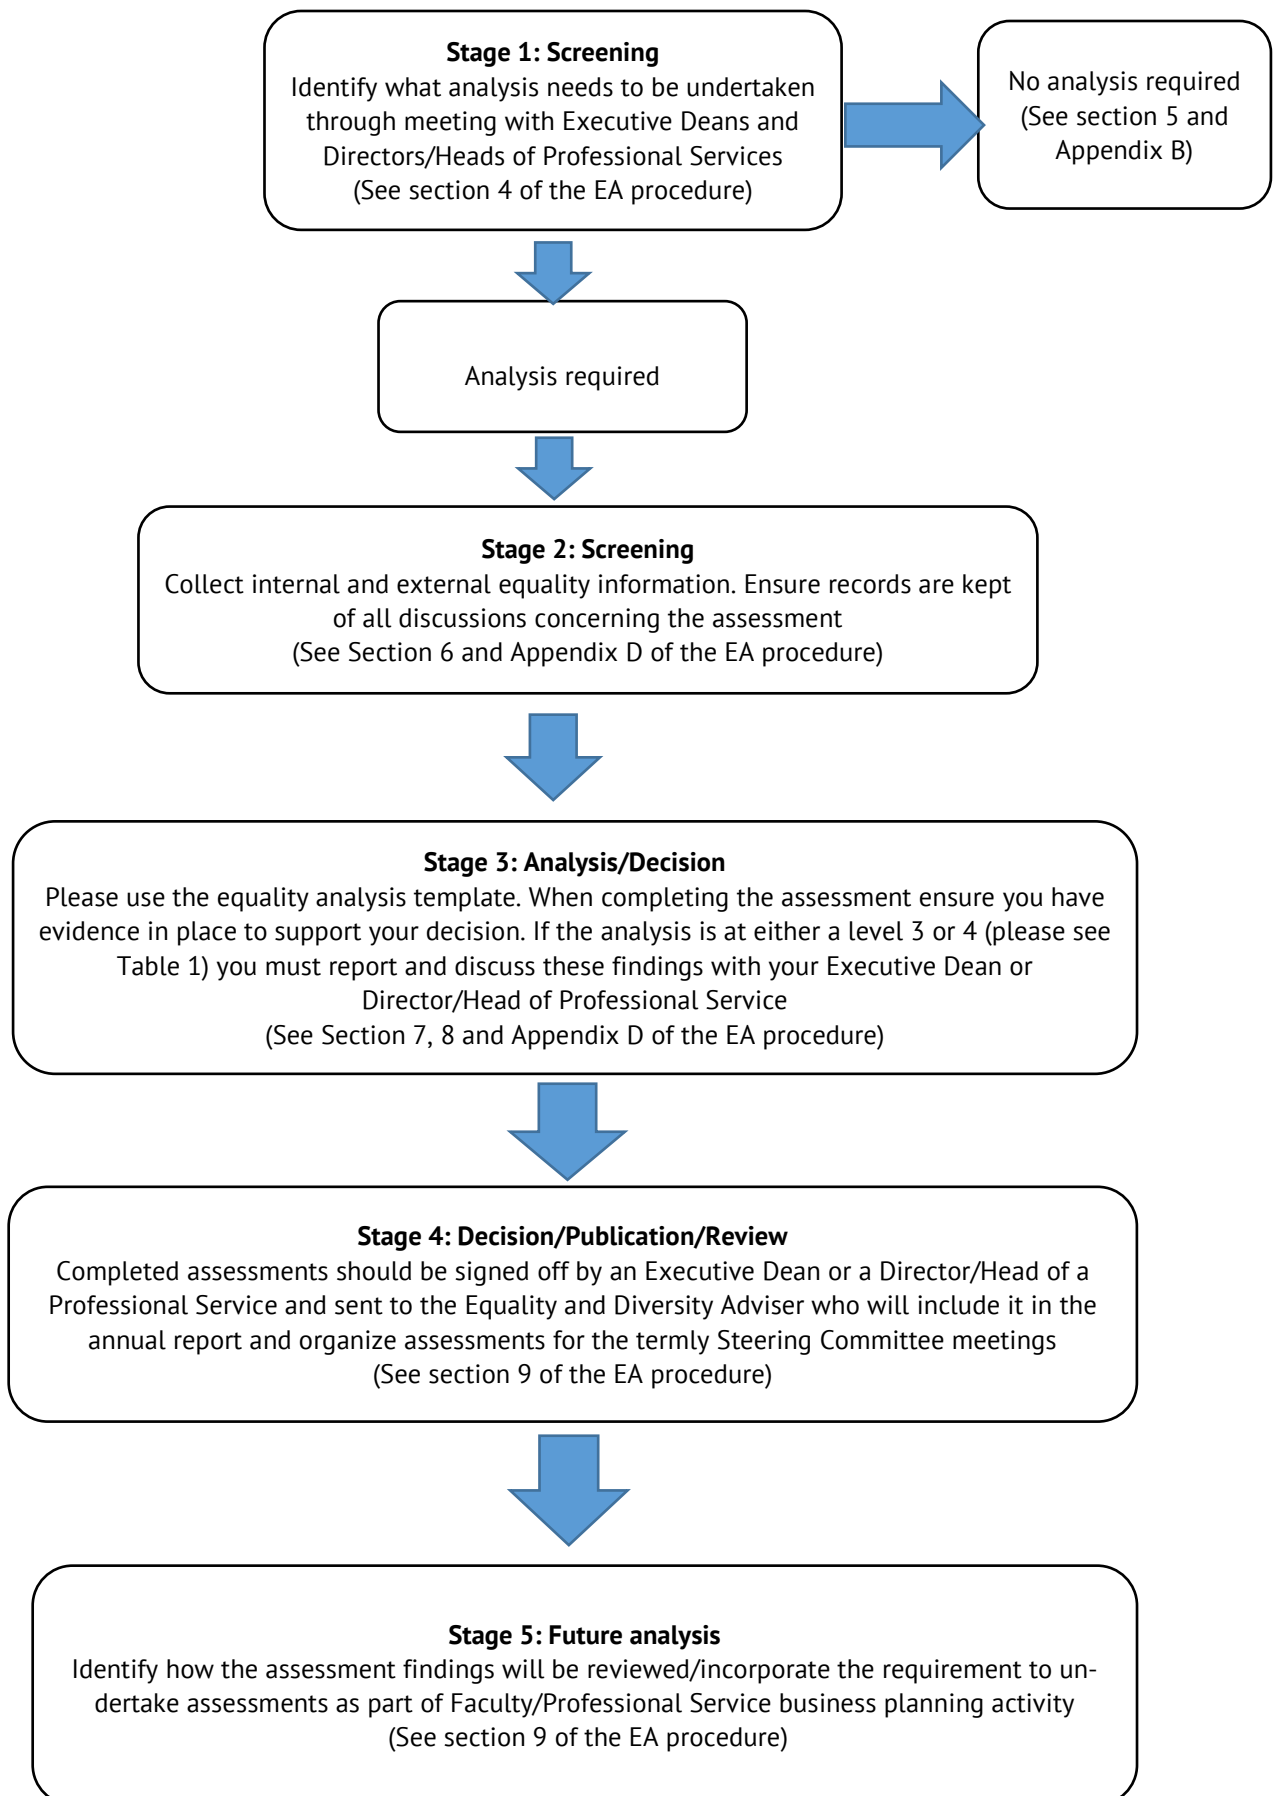 Stage 1: Screening
Identify what analysis needs to be undertaken
through meeting with Executive Deans and
Directors/Heads of Professional Services
(See section 4 of the EA procedure)
No analysis required
(See section 5 and
Appendix B)
Analysis required
Stage 2: Screening
Collect internal and external equality information. Ensure records are kept
of all discussions concerning the assessment
(See Section 6 and Appendix D of the EA procedure)
Stage 3: Analysis/Decision
Please use the equality analysis template. When completing the assessment ensure you have
evidence in place to support your decision. If the analysis is at either a level 3 or 4 (please see
Table 1) you must report and discuss these findings with your Executive Dean or
Director/Head of Professional Service
(See Section 7, 8 and Appendix D of the EA procedure)
Stage 4: Decision/Publication/Review
Completed assessments should be signed off by an Executive Dean or a Director/Head of a
Professional Service and sent to the Equality and Diversity Adviser who will include it in the
annual report and organize assessments for the termly Steering Committee meetings
(See section 9 of the EA procedure)
Stage 5: Future analysis
Identify how the assessment findings will be reviewed/incorporate the requirement to un-
dertake assessments as part of Faculty/Professional Service business planning activity
(See section 9 of the EA procedure)